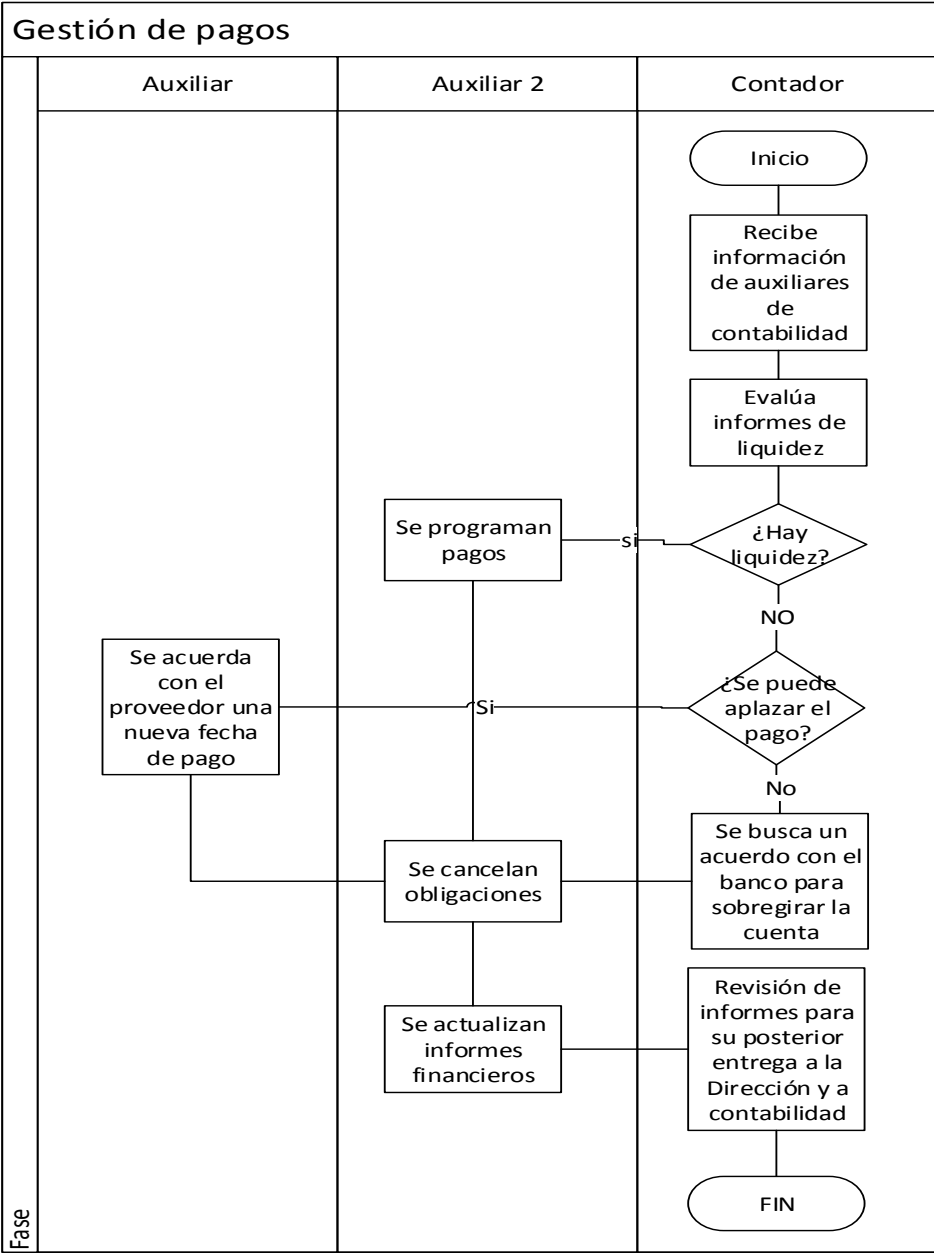 Gestión de pagos
Auxiliar
Auxiliar 2
Contador
Inicio
Recibe
información
de auxiliares
de
contabilidad
Evalúa
informes de
liquidez
¿Hay
liquidez?
si
Se programan
pagos
NO
¿Se puede
aplazar el
pago?
Si
Se acuerda
con el
proveedor una
nueva fecha
de pago
No
Se busca un
acuerdo con el
banco para
sobregirar la
cuenta
Se cancelan
obligaciones
Se actualizan
informes
financieros
Revisión de
informes para
su posterior
entrega a la
Dirección y a
contabilidad
FIN
Fase